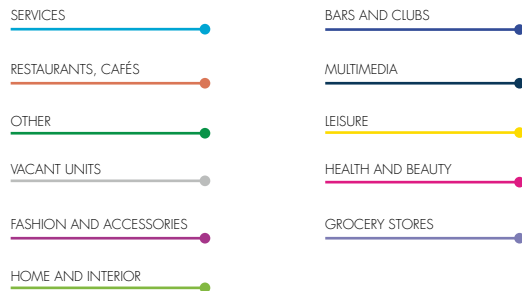 SERVICES
RESTAURANTS, CAFÉS
OTHER
VACANT UNITS
FASHION AND ACCESSORIES
HOME AND INTERIOR
BARS AND CLUBS
MULTIMEDIA
LEISURE
HEALTH AND BEAUTY
GROCERY STORES